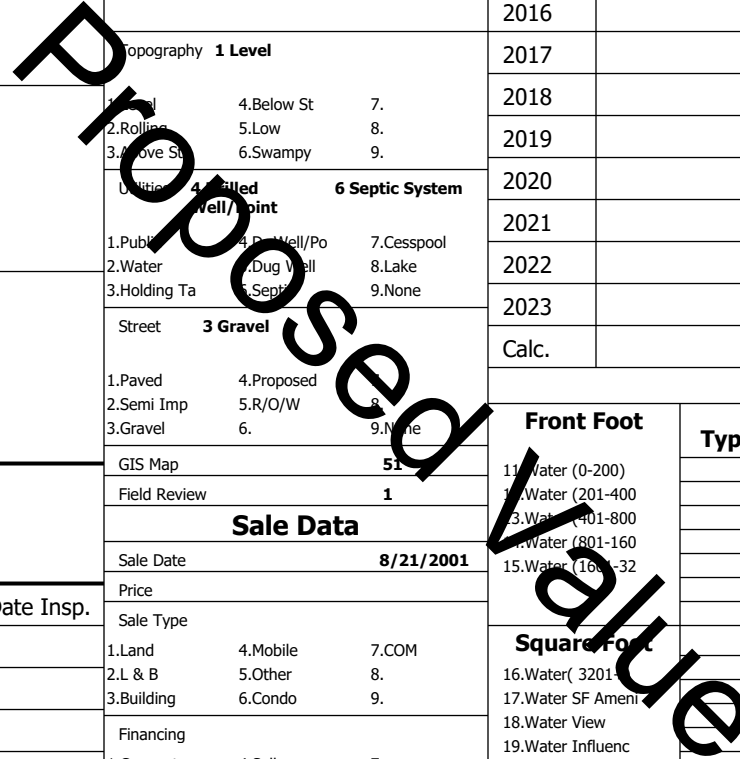 Topography 1 Level
1.Level 4.Below St 7.
2.Rolling 5.Low 8.
3.Above St 6.Swampy 9.
Utilities 4 Drilled Well/Point 6 Septic System
1.Public 4.Dr Well/Po 7.Cesspool
2.Water 5.Dug Well 8.Lake
3.Holding Ta 6.Septic 9.None
Street 3 Gravel
1.Paved 4.Proposed 7.
2.Semi Imp 5.R/O/W 8.
3.Gravel 6. 9.None
GIS Map 51
Field Review 1
Sale Data
Sale Date 8/21/2001
Price
Sale Type
1.Land 4.Mobile 7.COM
2.L & B 5.Other 8.
3.Building 6.Condo 9.
Financing
Date Insp.
2016
2017
2018
2019
2020
2021
2022
2023
Calc.
Front Foot
11.Water (0-200)
12.Water (201-400
13.Water (401-800
14.Water (801-160
15.Water (1601-32
Square Foot
16.Water( 3201-
17.Water SF Ameni
18.Water View
19.Water Influenc
Typ
Proposed Value